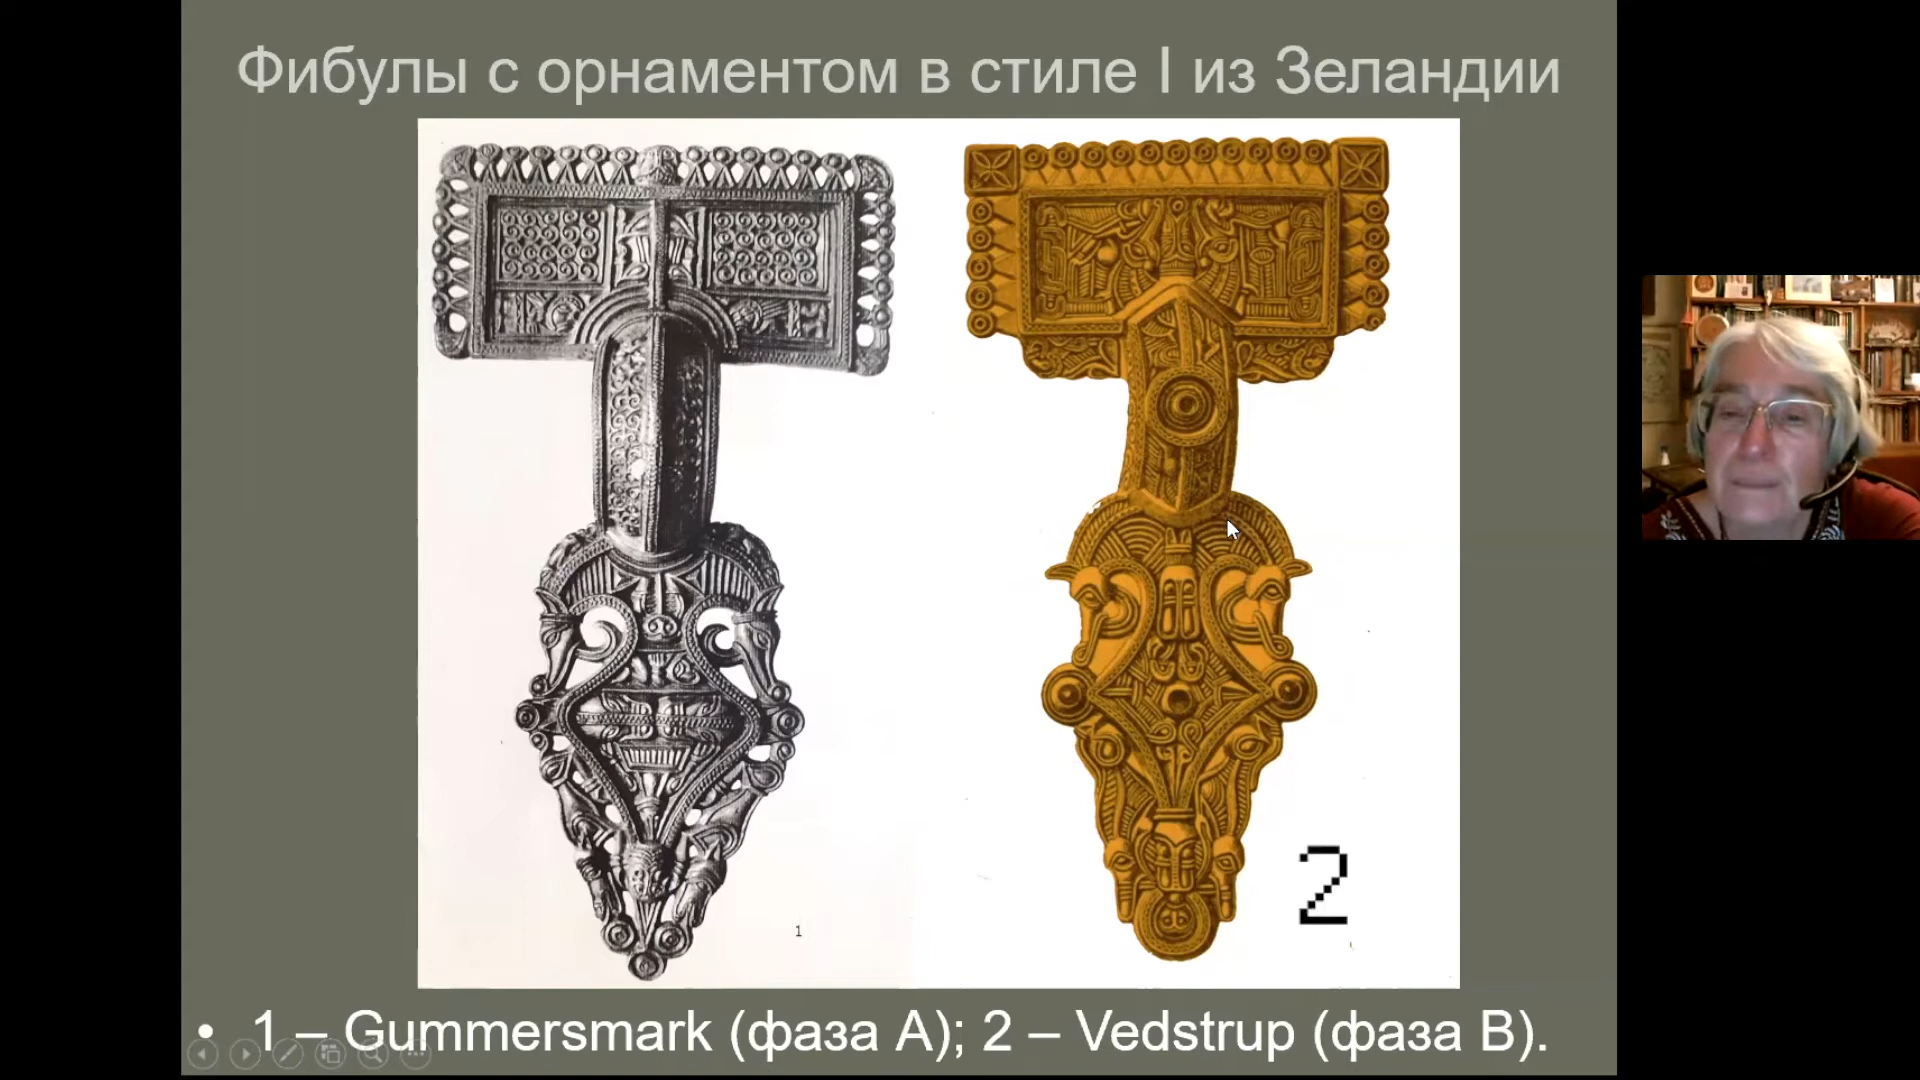 Фибулы с орнаментом в стиле I из Зеландии
1
2
• 1 – Gummersmark (фаза А); 2 – Vedstrup (фаза В).